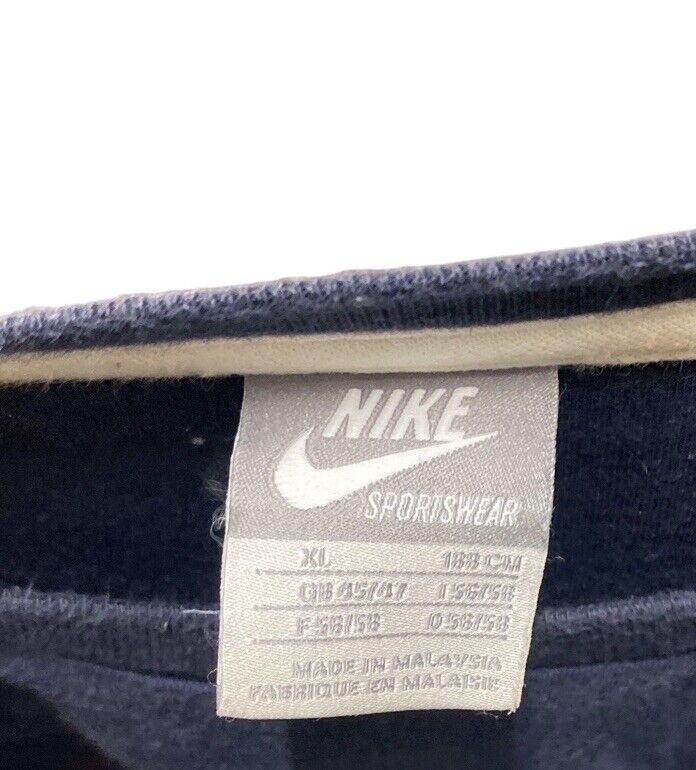 NIKE
SPORTSWEAR
XL 188 CM
GB 45/47 I 56/58
F 56/58 D 56/58
MADE IN MALAYSIA
FABRIQUE EN MALAISIE